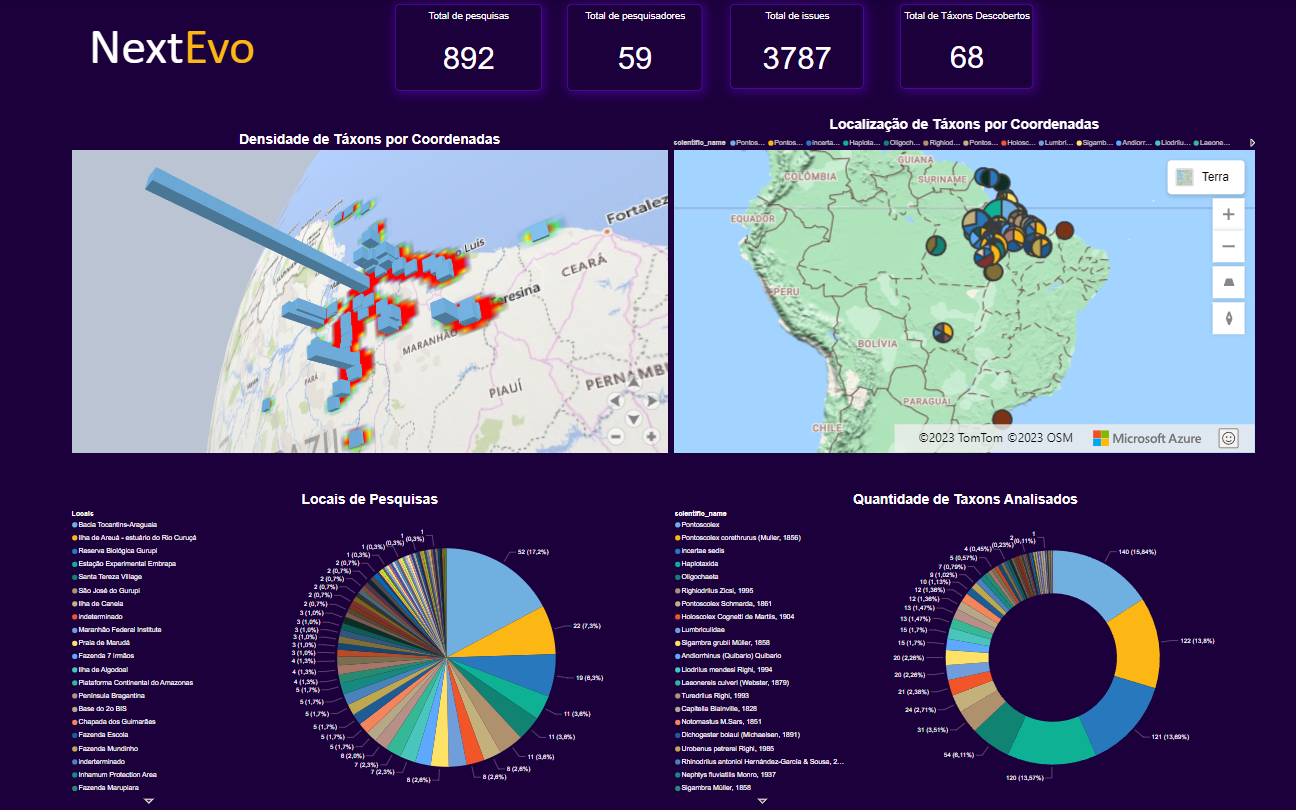 NextEvo
Total de pesquisas
892
Total de pesquisadores
59
Total de issues
3787
Total de Táxons Descobertos
68
Densidade de Táxons por Coordenadas
Fortalez
Luis
CEARÁ
eresina
MARANHÃO
PARÁ
PIAUÍ
PERNAMB
Localização de Táxons por Coordenadas
scientific_name Pontos... Pontos... incerta... Haplota... Oligoch... Righiod... Pontos... Holosc... Lumbri... Sigamb... Andiorr... Liodrilu... Laeone...
GUIANA
COLÔMBIA
SURINAME
EQUADOR
PERU
BOLÍVIA
PARAGUAI
CHILE
Terra
©2023 TomTom ©2023 OSM
Microsoft Azure
Locais de Pesquisas
Locais
Bacia Tocantins-Araguaia
Ilha de Areuá - estuário do Rio Curuçá
Reserva Biológica Gurupi
Estação Experimental Embrapa
Santa Tereza Village
São José do Gurupi
Ilha de Canela
Indeterminado
Maranhão Federal Institute
Praia de Marudá
Fazenda 7 Irmãos
Ilha de Algodoal
Plataforma Continental do Amazonas
Península Bragantina
Base do 2o BIS
Chapada dos Guimarães
Fazenda Escola
Fazenda Mundinho
Inderterminado
Inhamum Protection Area
Fazenda Marupiara
52 (17,2%)
22 (7,3%)
19 (6,3%)
11 (3,6%)
11 (3,6%)
11 (3,6%)
8 (2,6%)
8 (2,6%)
8 (2,6%)
7 (2,3%)
7 (2,3%)
6 (2,0%)
5 (1,7%)
5 (1,7%)
5 (1,7%)
5 (1,7%)
5 (1,7%)
5 (1,7%)
4 (1,3%)
4 (1,3%)
4 (1,3%)
3 (1,0%)
3 (1,0%)
3 (1,0%)
3 (1,0%)
3 (1,0%)
2 (0,7%)
2 (0,7%)
2 (0,7%)
2 (0,7%)
2 (0,7%)
1 (0,3%)
1 (0,3%)
1 (0,3%)
1 (0,3%)
1
Quantidade de Taxons Analisados
scientific_name
Pontoscolex
Pontoscolex corethrurus (Muller, 1856)
incertae sedis
Haplotaxida
Oligochaeta
Righiodrilus Zicsi, 1995
Pontoscolex Schmarda, 1861
Holoscolex Cognetti de Martiis, 1904
Lumbriculidae
Sigambra grubii Müller, 1858
Andiorrhinus (Quibario) Quibario
Liodrilus mendesi Righi, 1994
Laeonereis culveri (Webster, 1879)
Turedrilus Righi, 1993
Capitella Blainville, 1828
Notomastus M.Sars, 1851
Dichogaster bolaui (Michaelsen, 1891)
Urobenus petrerei Righi, 1985
Rhinodrilus antonioi Hernández-García & Sousa, 2...
Nephtys fluviatilis Monro, 1937
Sigambra Müller, 1858
140 (15,84%)
122 (13,8%)
121 (13,69%)
120 (13,57%)
54 (6,11%)
31 (3,51%)
24 (2,71%)
21 (2,38%)
20 (2,26%)
20 (2,26%)
15 (1,7%)
15 (1,7%)
13 (1,47%)
13 (1,47%)
12 (1,36%)
12 (1,36%)
10 (1,13%)
9 (1,02%)
7 (0,79%)
5 (0,57%)
4 (0,45%)
2 (0,23%)
1 (0,11%)
1